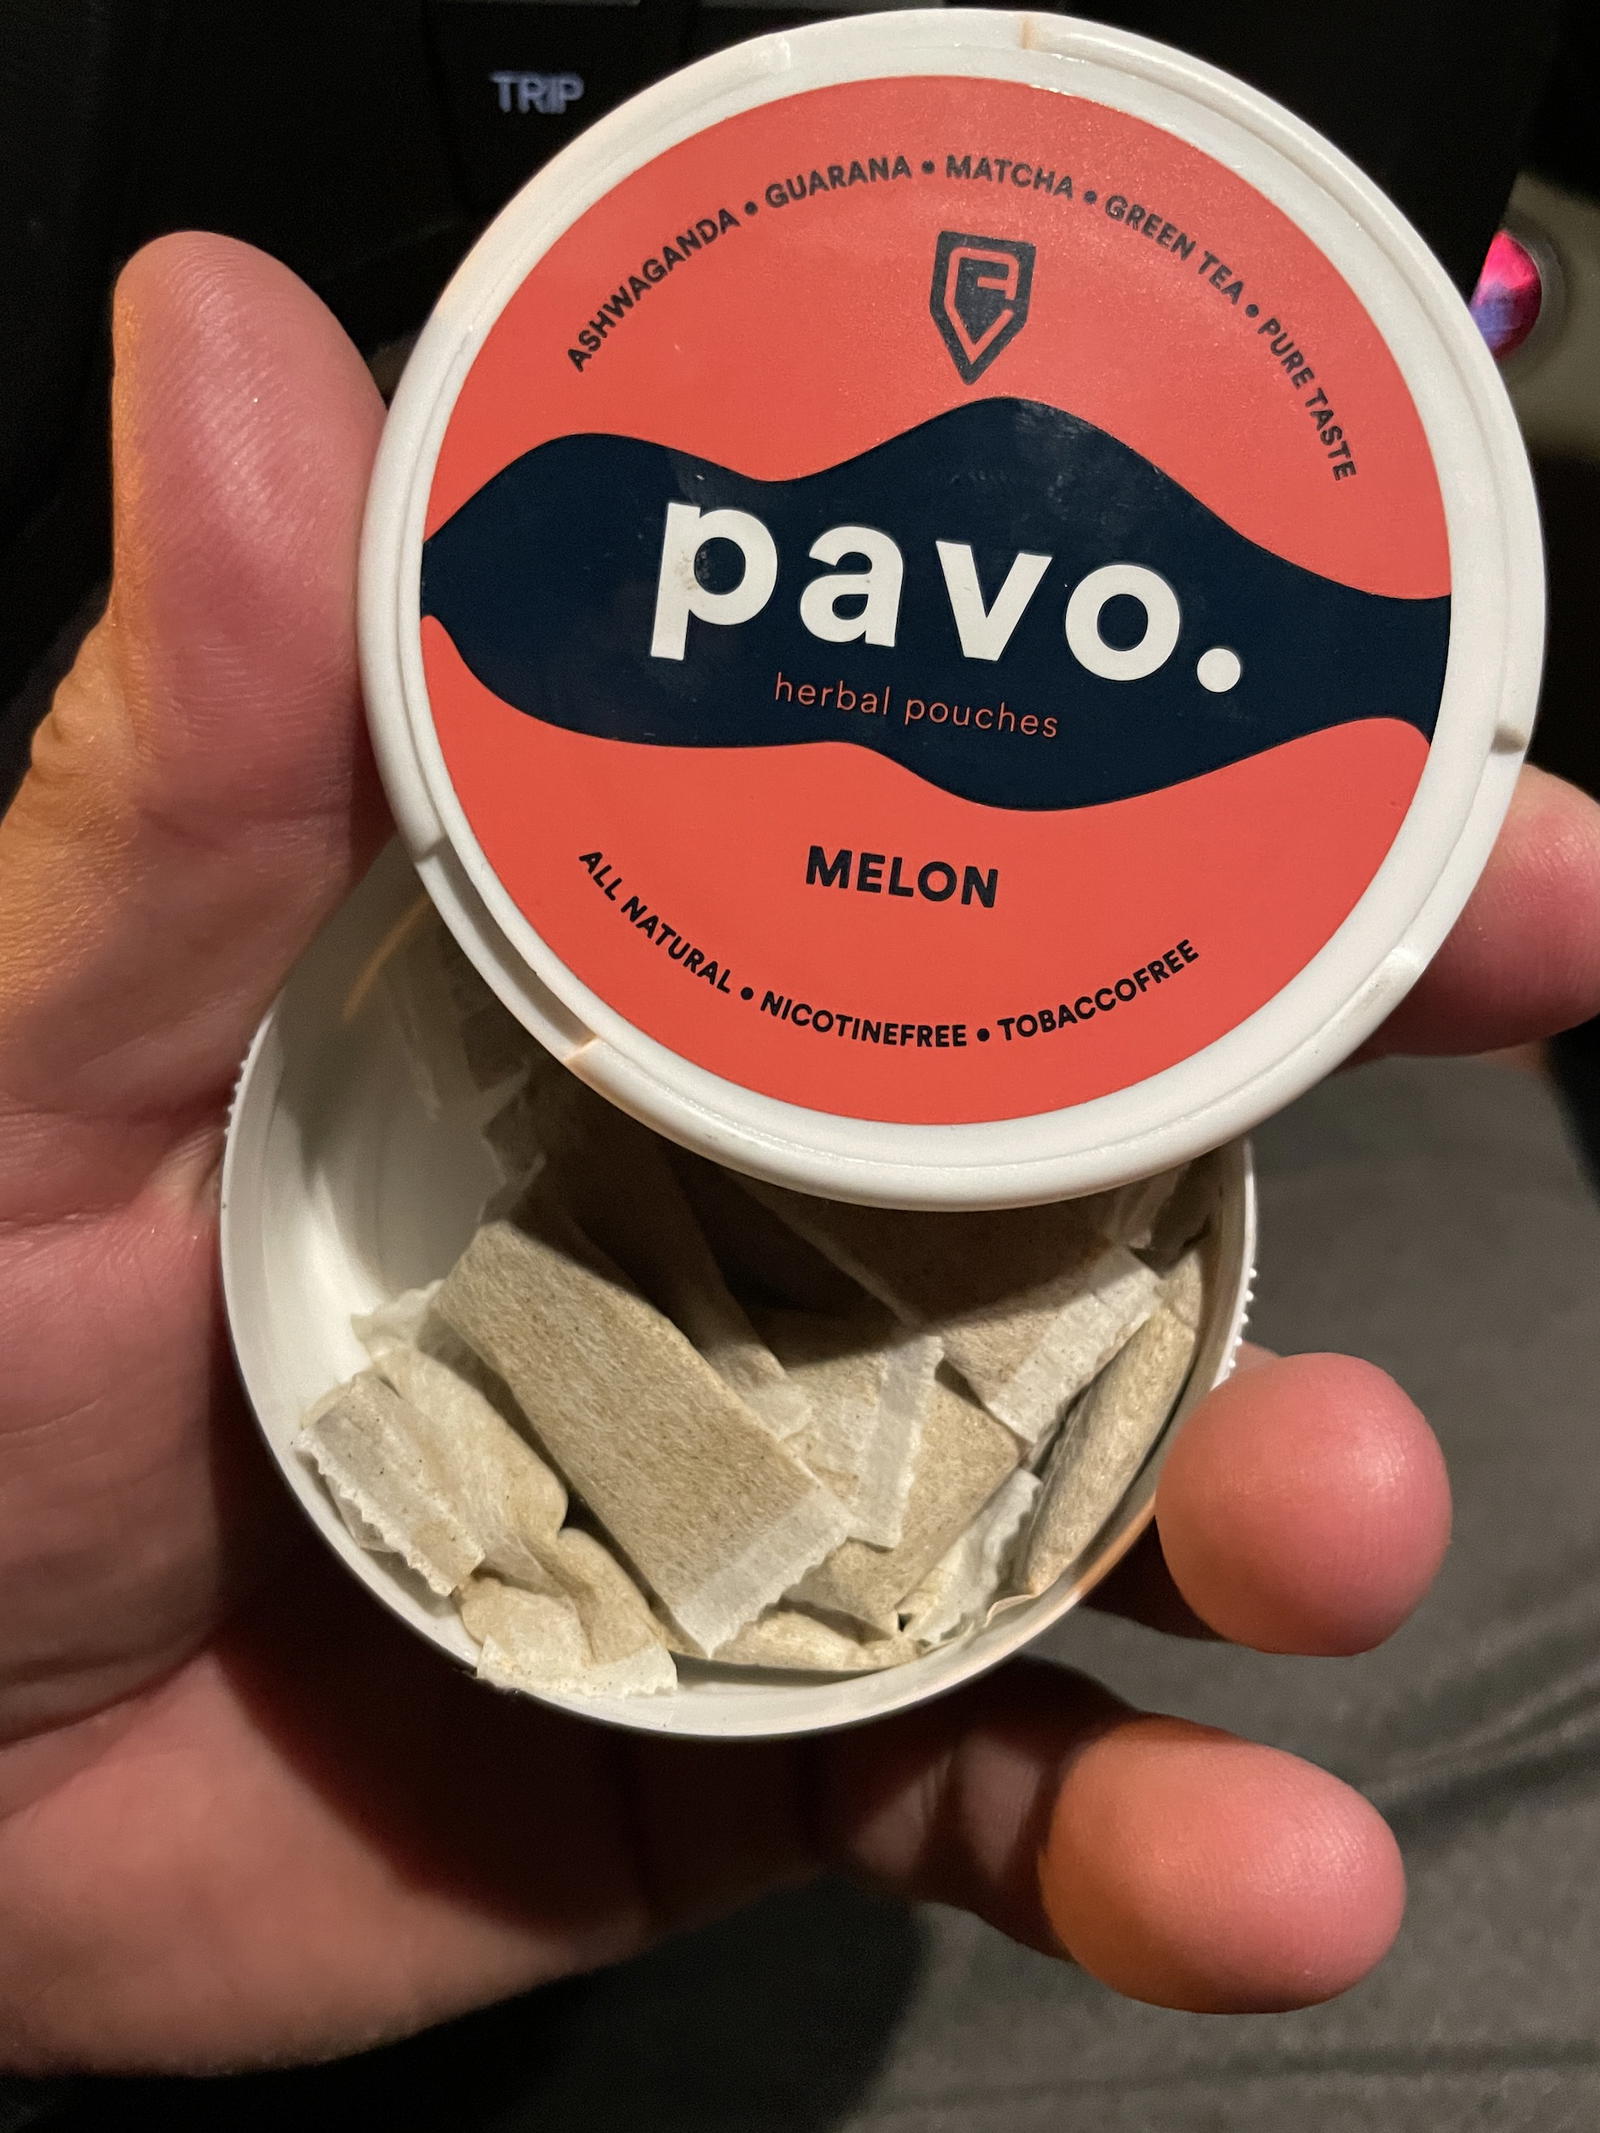 TRIP
ASHWAGANDA • GUARANA • MATCHA • GREEN TEA • PURE TASTE
pavo.
herbal pouches
MELON
ALL NATURAL • NICOTINEFREE • TOBACCOFREE